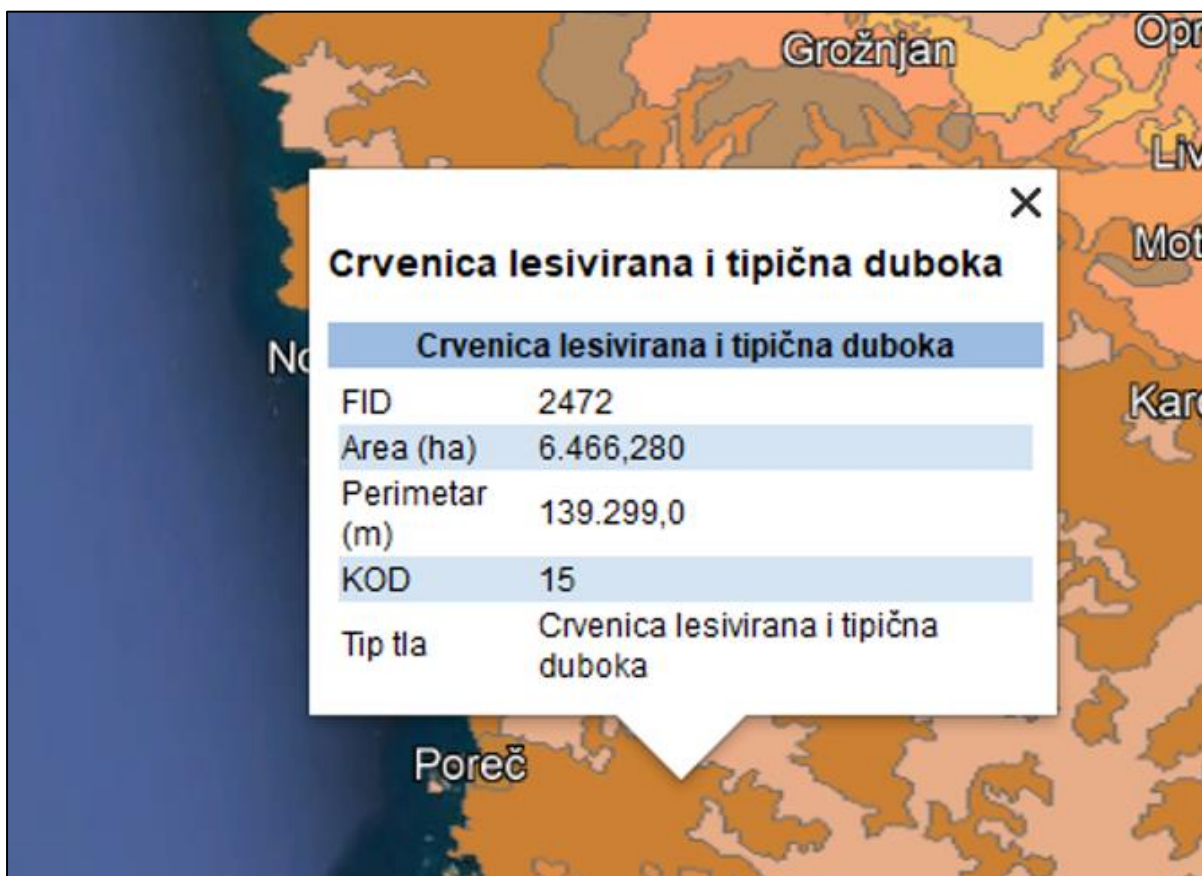 Grožnjan
Opr
Liv
Crvenica lesivirana i tipična duboka
Mot
Crvenica lesivirana i tipična duboka
No
FID 2472
Kar
Area (ha) 6.466,280
Perimetar
(m) 139.299,0
KOD 15
Tip tla Crvenica lesivirana i tipična
duboka
Poreč